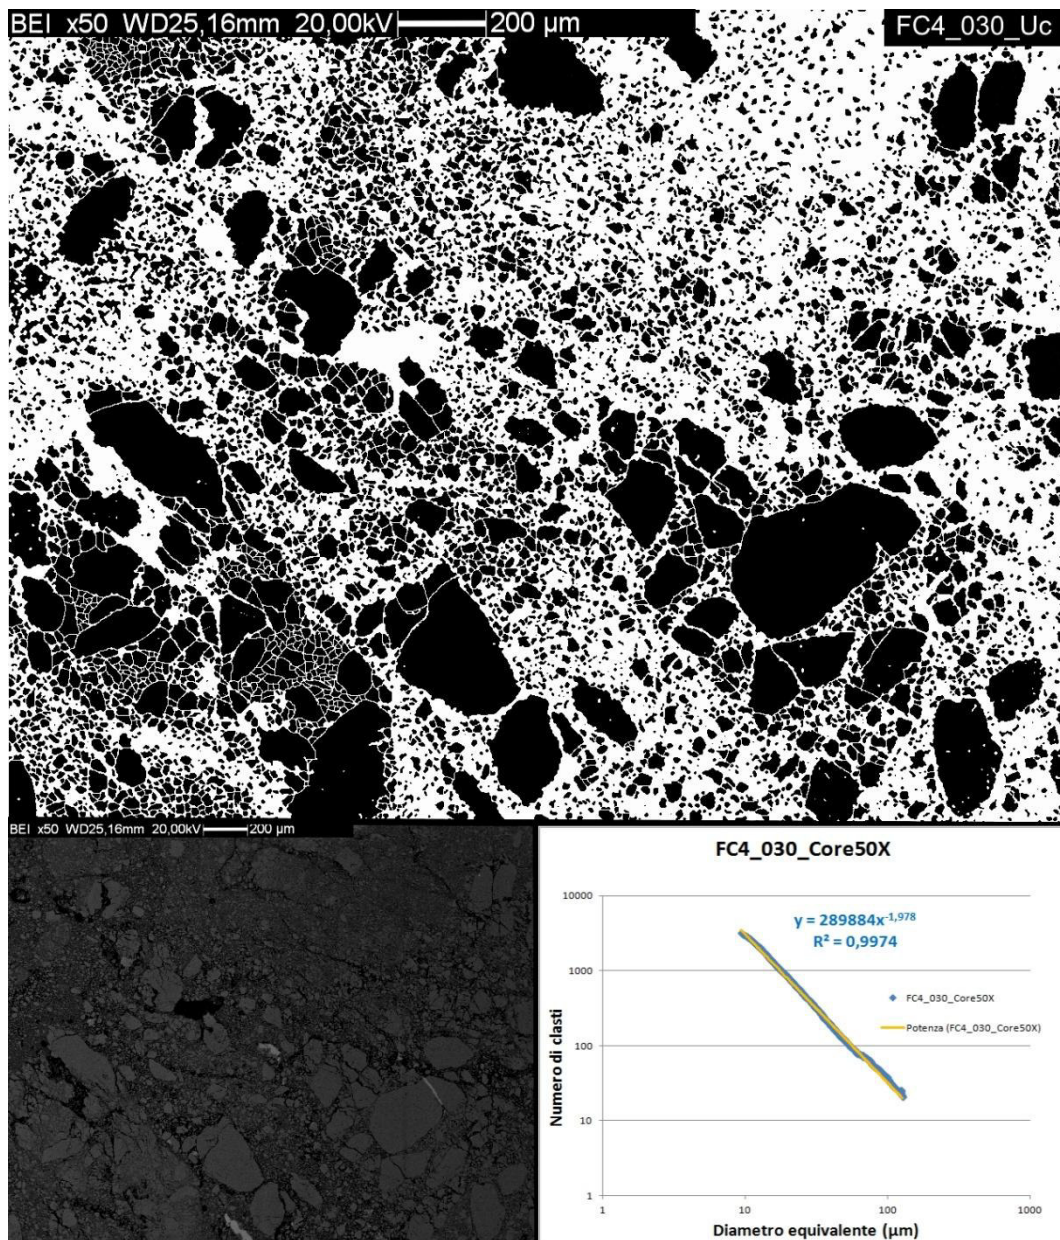 BEI x50 WD25,16mm 20,00kV 200 µm FC4_030_Uc
BEI x50 WD25,16mm 20,00kV 200 µm
FC4_030_Core50X
y = 289884x-1,978
R² = 0,9974
10000
1000
100
10
1
1
10
100
1000
FC4_030_Core50X
Potenza (FC4_030_Core50X)
Numero di clasti
Diametro equivalente (µm)